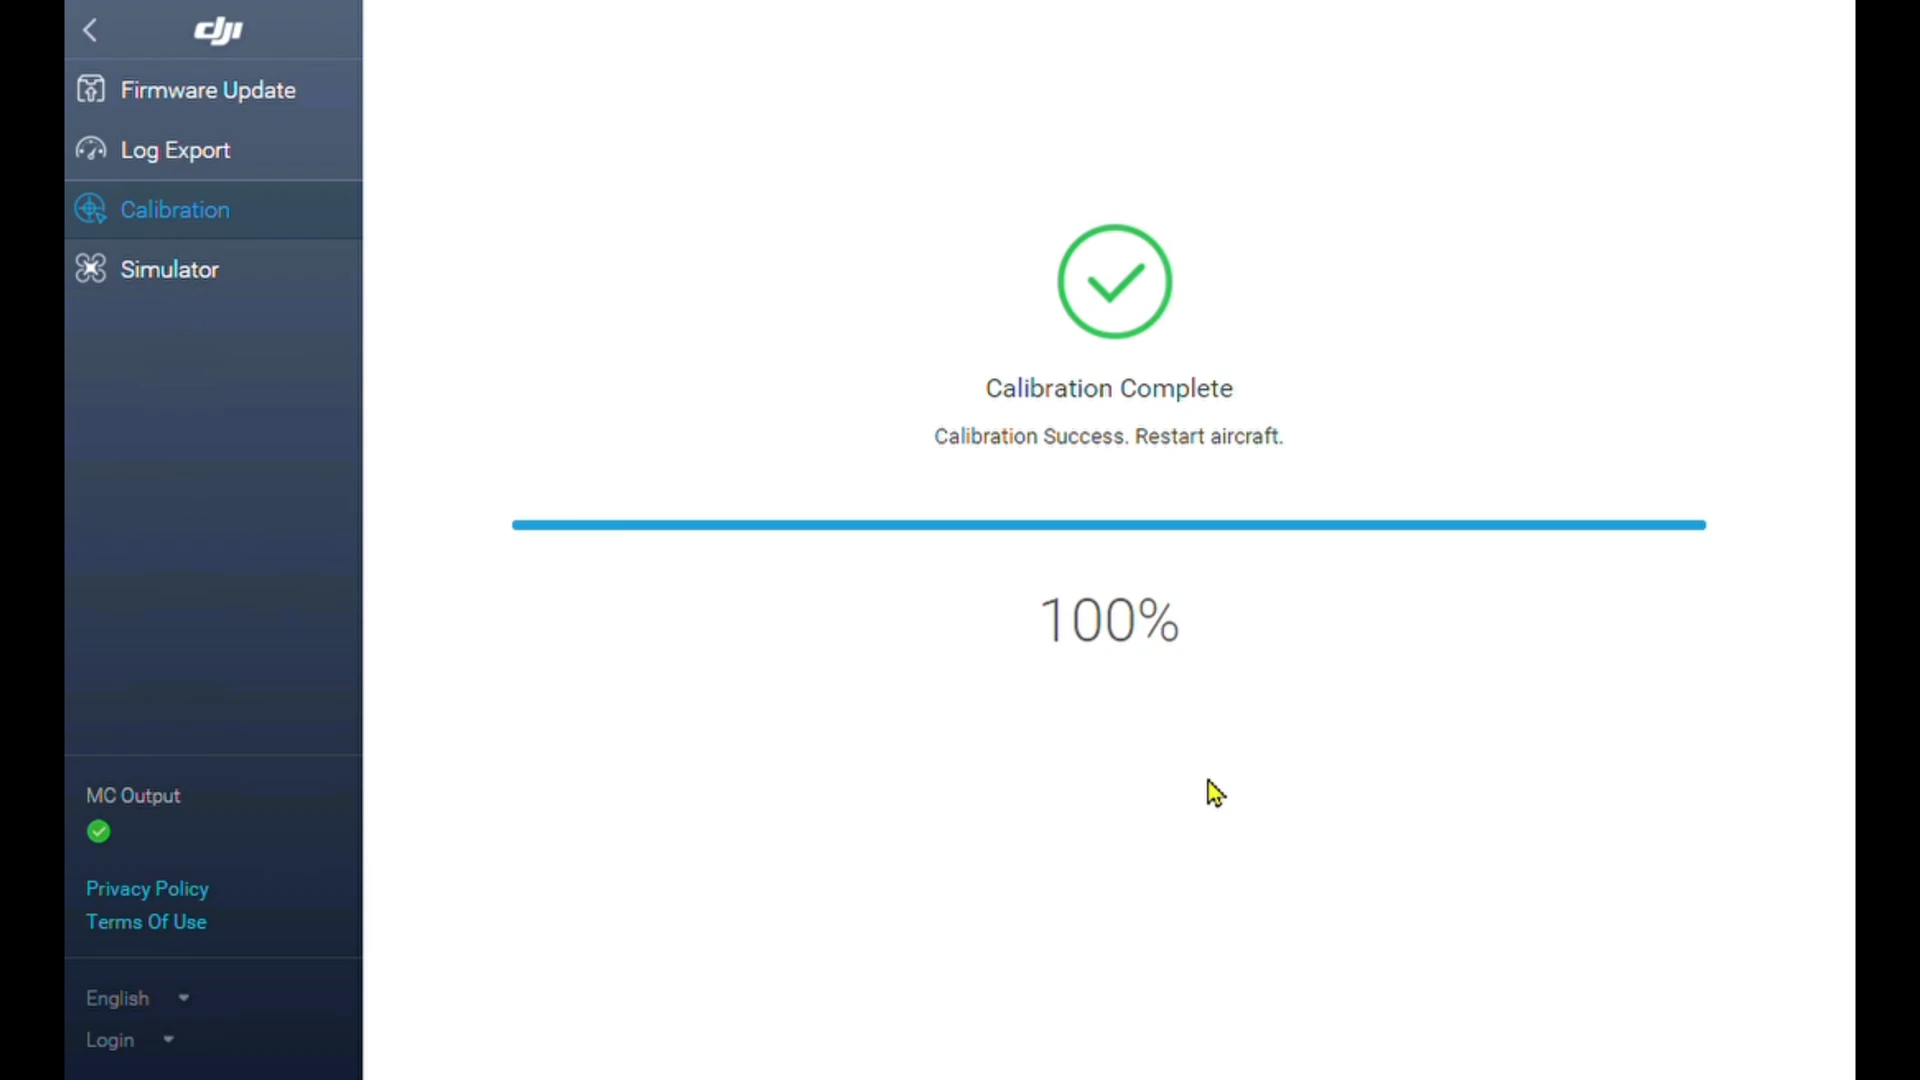 dji
Firmware Update
Log Export
Calibration
Simulator
Calibration Complete
Calibration Success. Restart aircraft.
100%
MC Output
Privacy Policy
Terms Of Use
English
Login